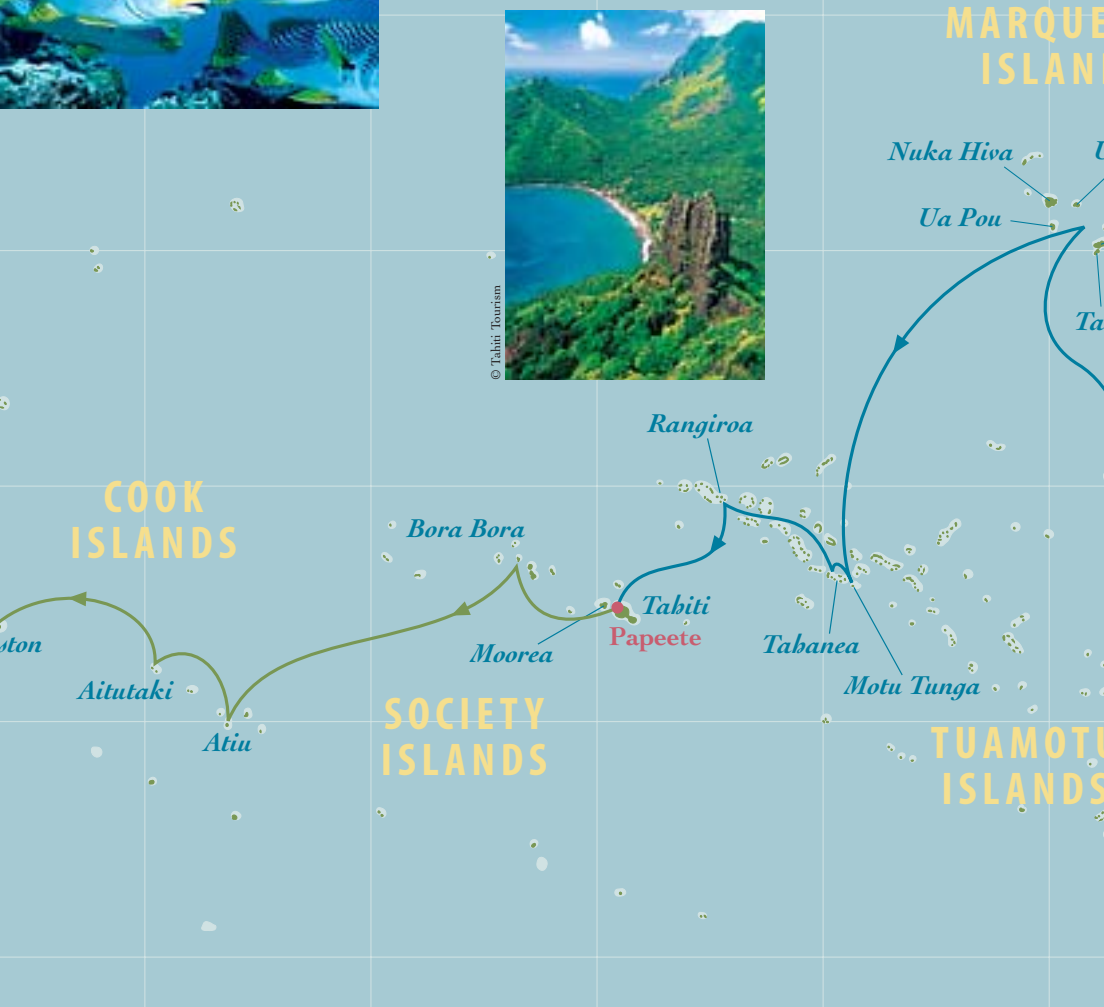 MARQUE
ISLAN
Nuka Hiva
U
Ua Pou
Ta
© Tahiti Tourism
Rangiroa
COOK
ISLANDS
Bora Bora
Tahiti
Papeete
Moorea
ston
Tahanea
Aitutaki
Motu Tunga
SOCIETY
ISLANDS
Atiu
TUAMOTU
ISLANDS